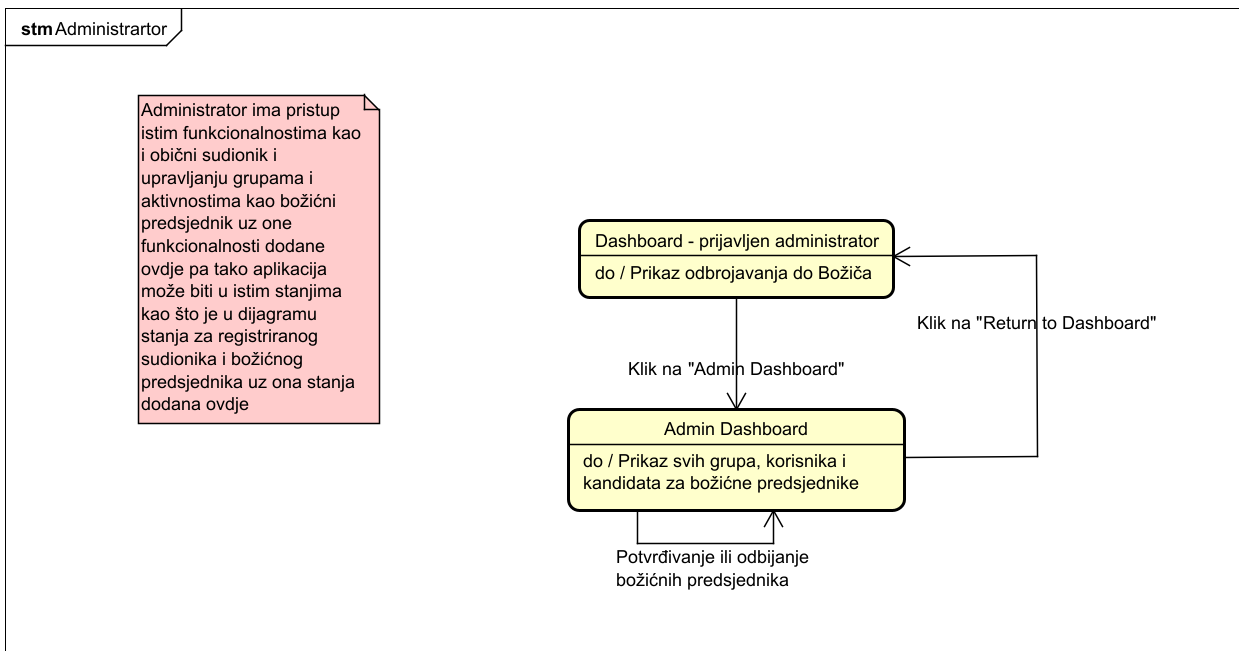 stm Administrartor
Administrator ima pristup
istim funkcionalnostima kao
i obični sudionik i
upravljanju grupama i
aktivnostima kao božićni
predsjednik uz one
funkcionalnosti dodane
ovdje pa tako aplikacija
može biti u istim stanjima
kao što je u dijagramu
stanja za registriranog
sudionika i božićnog
predsjednika uz ona stanja
dodana ovdje
Dashboard - prijavljen administrator
do / Prikaz odbrojavanja do Božiča
Klik na "Return to Dashboard"
Klik na "Admin Dashboard"
Admin Dashboard
do / Prikaz svih grupa, korisnika i
kandidata za božićne predsjednike
Potvrđivanje ili odbijanje
božićnih predsjednika